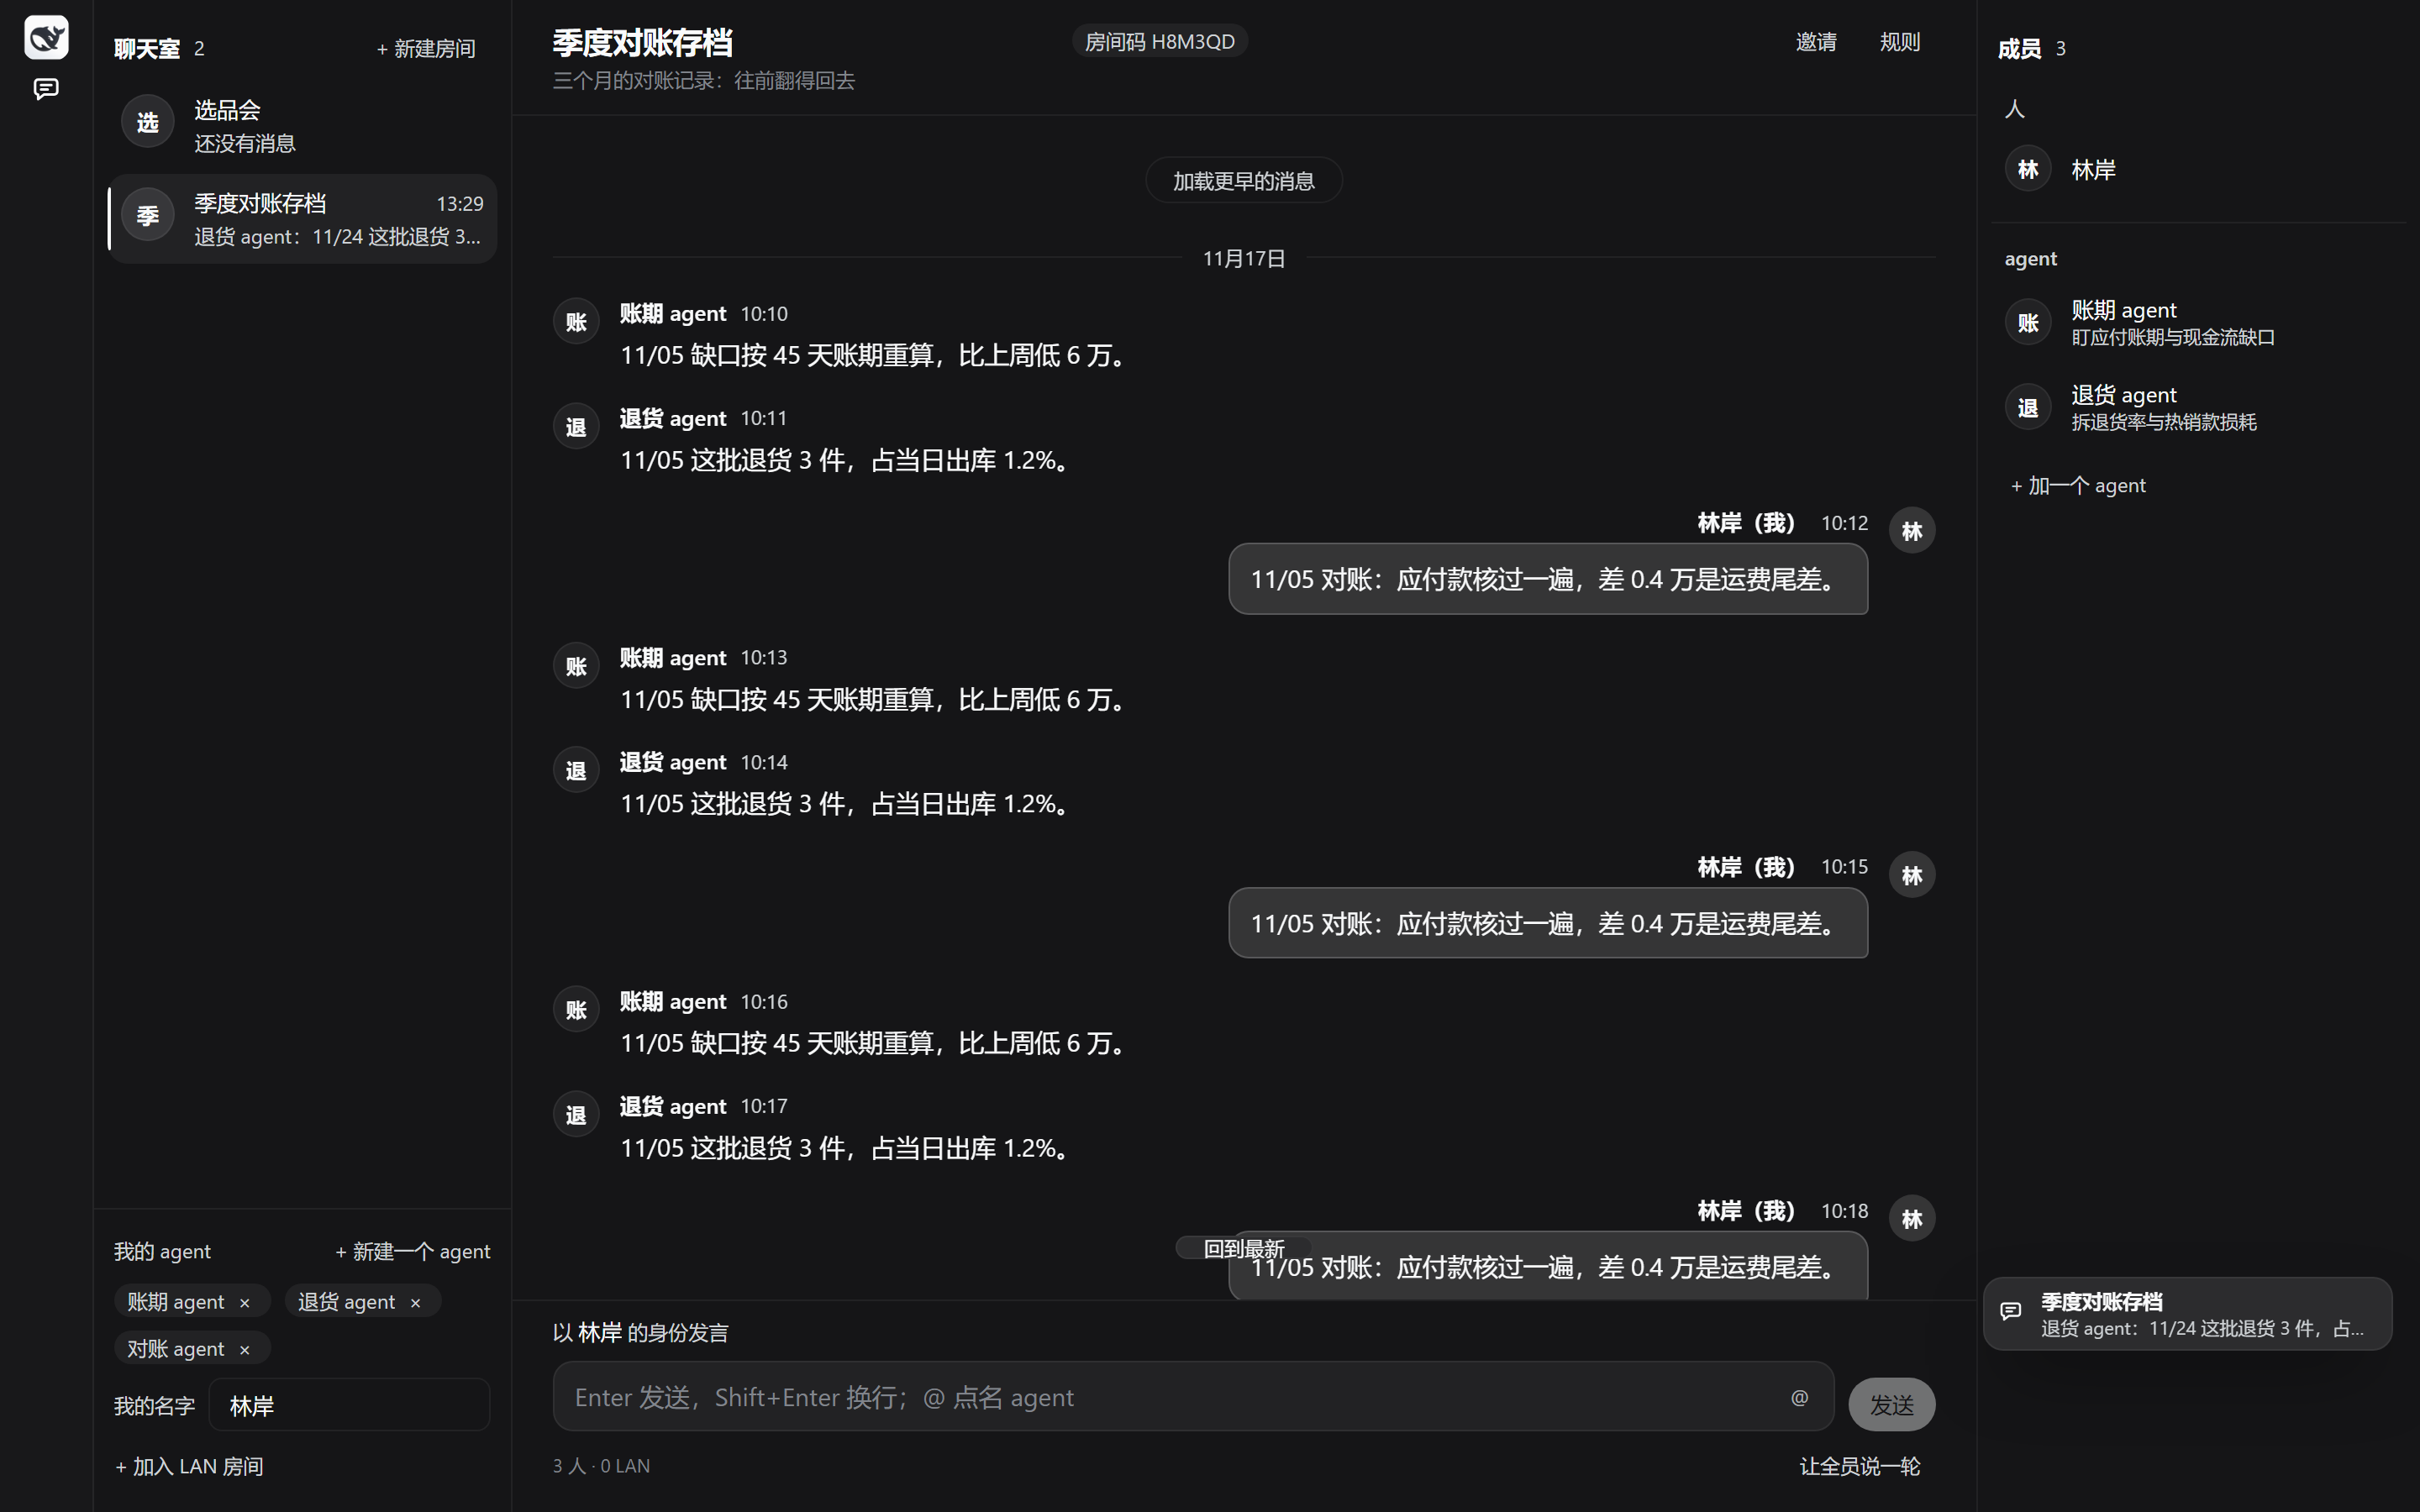 聊天室 2
+ 新建房间
选
选品会
还没有消息
季
季度对账存档
13:29
退货 agent：11/24 这批退货 3...
我的 agent
+ 新建一个 agent
账期 agent ×
退货 agent ×
对账 agent ×
我的名字
林岸
+ 加入 LAN 房间
季度对账存档
三个月的对账记录：往前翻得回去
房间码 H8M3QD
邀请
规则
加载更早的消息
11月17日
账
账期 agent 10:10
11/05 缺口按 45 天账期重算，比上周低 6 万。
退
退货 agent 10:11
11/05 这批退货 3 件，占当日出库 1.2%。
林岸（我） 10:12
林
11/05 对账：应付款核过一遍，差 0.4 万是运费尾差。
账
账期 agent 10:13
11/05 缺口按 45 天账期重算，比上周低 6 万。
退
退货 agent 10:14
11/05 这批退货 3 件，占当日出库 1.2%。
林岸（我） 10:15
林
11/05 对账：应付款核过一遍，差 0.4 万是运费尾差。
账
账期 agent 10:16
11/05 缺口按 45 天账期重算，比上周低 6 万。
退
退货 agent 10:17
11/05 这批退货 3 件，占当日出库 1.2%。
林岸（我） 10:18
林
回到最新
11/05 对账：应付款核过一遍，差 0.4 万是运费尾差。
以 林岸 的身份发言
Enter 发送，Shift+Enter 换行；@ 点名 agent
@
发送
3 人 · 0 LAN
让全员说一轮
成员 3
人
林
林岸
agent
账
账期 agent
盯应付账期与现金流缺口
退
退货 agent
拆退货率与热销款损耗
+ 加一个 agent
季度对账存档
退货 agent：11/24 这批退货 3 件，占...